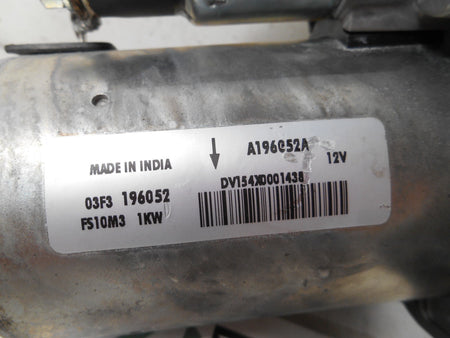 A196052A
MADE IN INDIA ↓ 12V
DV154X0001438
03F3 196052
FS10M3 1KW